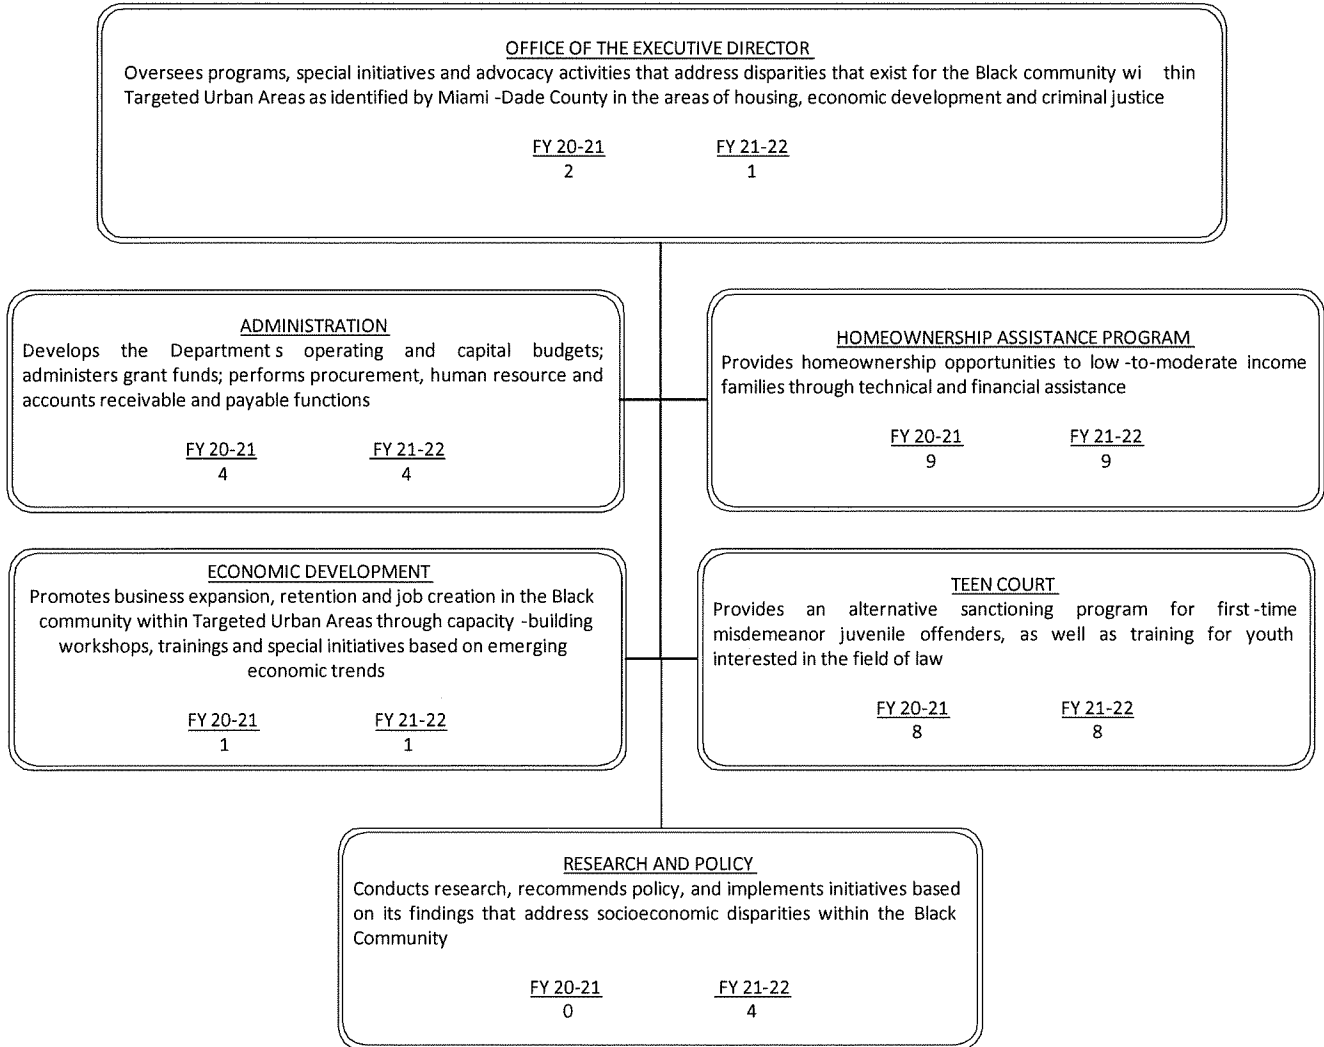 OFFICE OF THE EXECUTIVE DIRECTOR
Oversees programs, special initiatives and advocacy activities that address disparities that exist for the Black community wi thin
Targeted Urban Areas as identified by Miami -Dade County in the areas of housing, economic development and criminal justice
FY 20-21 FY 21-22
2 1
ADMINISTRATION
Develops the Department s operating and capital budgets;
administers grant funds; performs procurement, human resource and
accounts receivable and payable functions
FY 20-21 FY 21-22
4 4
HOMEOWNERSHIP ASSISTANCE PROGRAM
Provides homeownership opportunities to low -to-moderate income
families through technical and financial assistance
FY 20-21 FY 21-22
9 9
ECONOMIC DEVELOPMENT
Promotes business expansion, retention and job creation in the Black
community within Targeted Urban Areas through capacity -building
workshops, trainings and special initiatives based on emerging
economic trends
FY 20-21 FY 21-22
1 1
TEEN COURT
Provides an alternative sanctioning program for first -time
misdemeanor juvenile offenders, as well as training for youth
interested in the field of law
FY 20-21 FY 21-22
8 8
RESEARCH AND POLICY
Conducts research, recommends policy, and implements initiatives based
on its findings that address socioeconomic disparities within the Black
Community
FY 20-21 FY 21-22
0 4